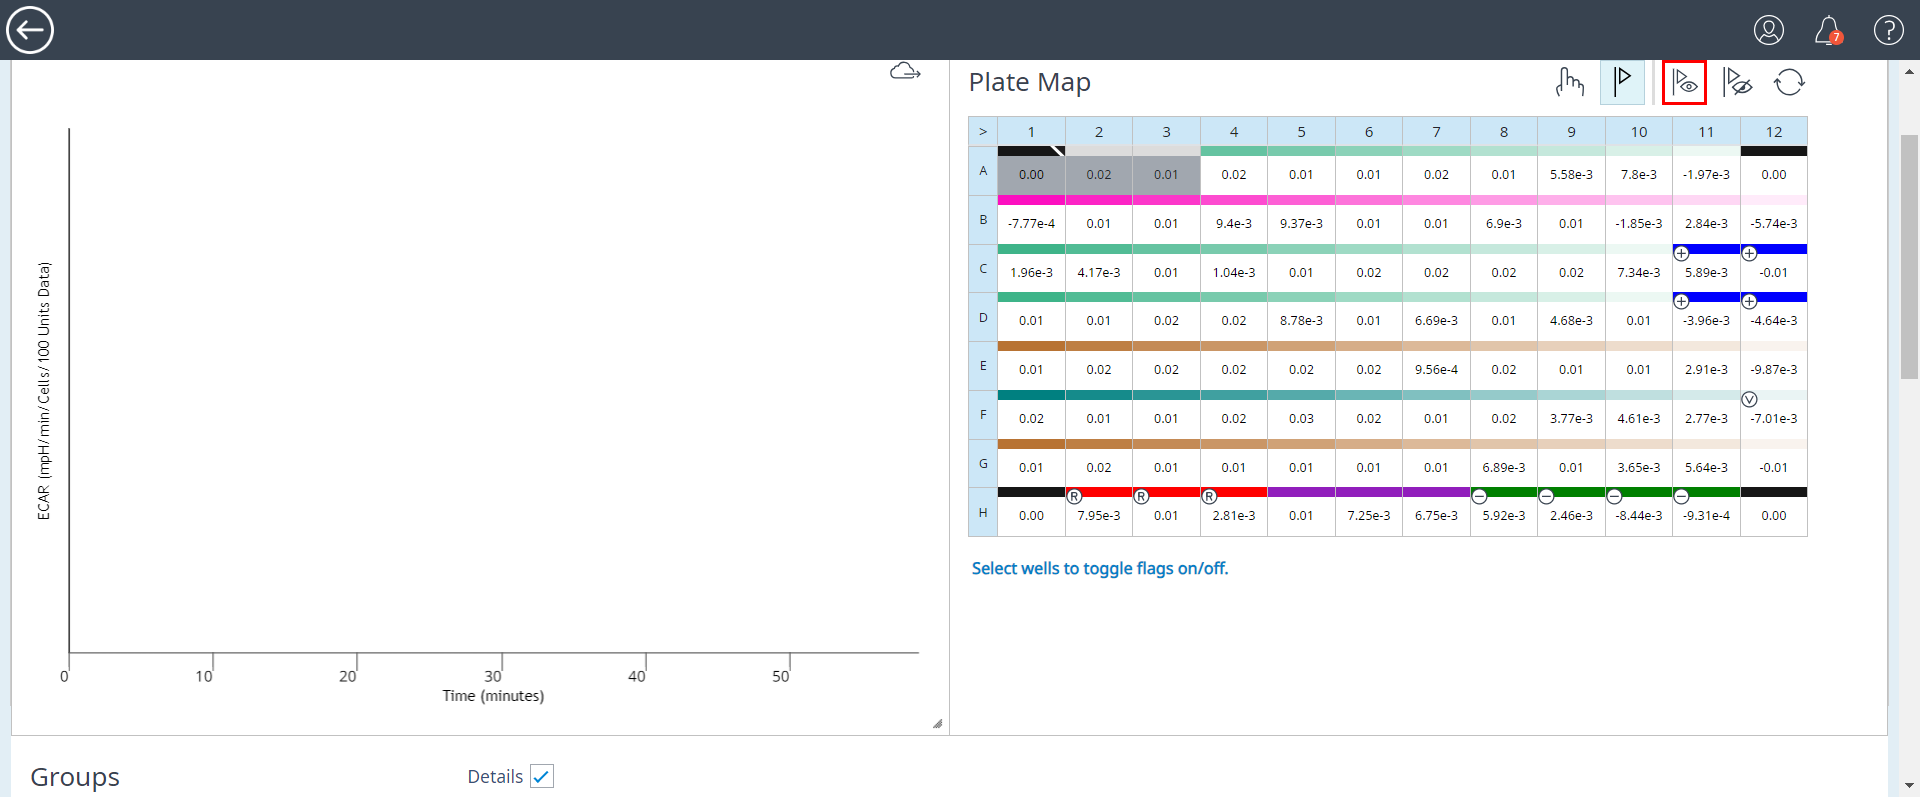 7 ?
Plate Map
> 1 2 3 4 5 6 7 8 9 10 11 12
A 0.00 0.02 0.01 0.02 0.01 0.01 0.02 0.01 5.58e-3 7.8e-3 -1.97e-3 0.00
B -7.77e-4 0.01 0.01 9.4e-3 9.37e-3 0.01 0.01 6.9e-3 0.01 -1.85e-3 2.84e-3 -5.74e-3
+ +
C 1.96e-3 4.17e-3 0.01 1.04e-3 0.01 0.02 0.02 0.02 0.02 7.34e-3 5.89e-3 -0.01
+ +
D 0.01 0.01 0.02 0.02 8.78e-3 0.01 6.69e-3 0.01 4.68e-3 0.01 -3.96e-3 -4.64e-3
E 0.01 0.02 0.02 0.02 0.02 0.02 9.56e-4 0.02 0.01 0.01 2.91e-3 -9.87e-3
V
F 0.02 0.01 0.01 0.02 0.03 0.02 0.01 0.02 3.77e-3 4.61e-3 2.77e-3 -7.01e-3
G 0.01 0.02 0.01 0.01 0.01 0.01 0.01 6.89e-3 0.01 3.65e-3 5.64e-3 -0.01
R R R − − − −
H 0.00 7.95e-3 0.01 2.81e-3 0.01 7.25e-3 6.75e-3 5.92e-3 2.46e-3 -8.44e-3 -9.31e-4 0.00
Select wells to toggle flags on/off.
ECAR (mpH/min/Cells/100 Units Data)
0 10 20 30 40 50
Time (minutes)
Groups
Details